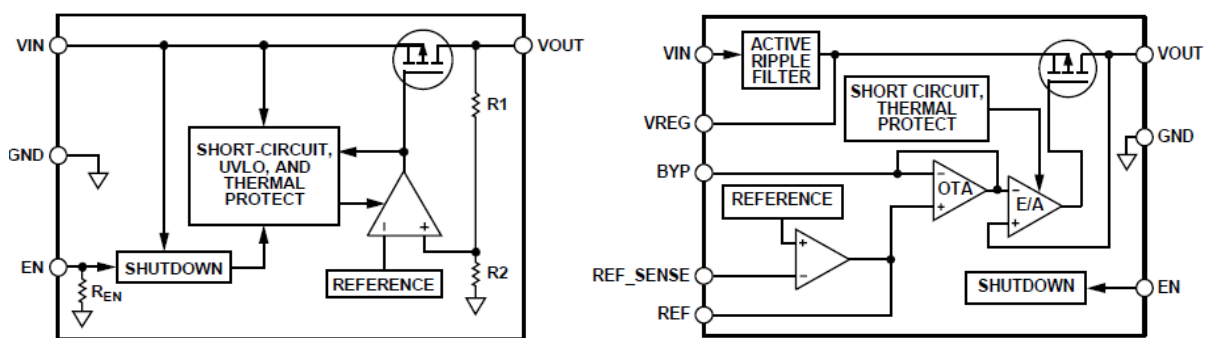 VIN
VOUT
R1
GND
SHORT-CIRCUIT,
UVLO, AND
THERMAL
PROTECT
EN
SHUTDOWN
REN
REFERENCE
R2
VIN
ACTIVE
RIPPLE
FILTER
VOUT
SHORT CIRCUIT,
THERMAL
PROTECT
VREG
GND
BYP
OTA
E/A
REFERENCE
REF_SENSE
SHUTDOWN
EN
REF